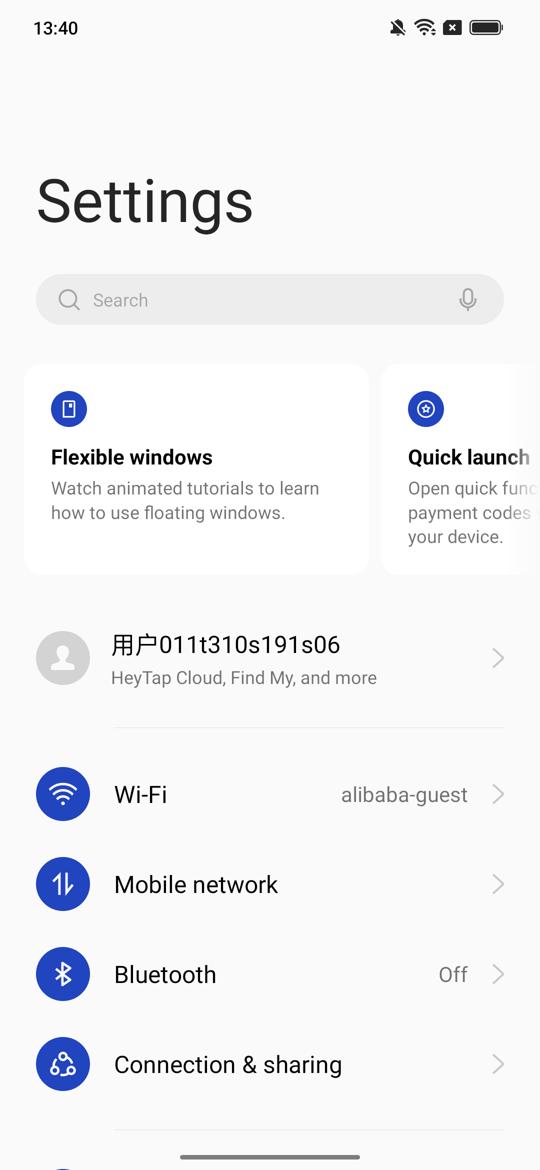 13:40
Settings
Search
Flexible windows
Watch animated tutorials to learn
how to use floating windows.
Quick launch
Open quick func
payment codes
your device.
用户011t310s191s06
HeyTap Cloud, Find My, and more
Wi-Fi
alibaba-guest
Mobile network
Bluetooth
Off
Connection & sharing